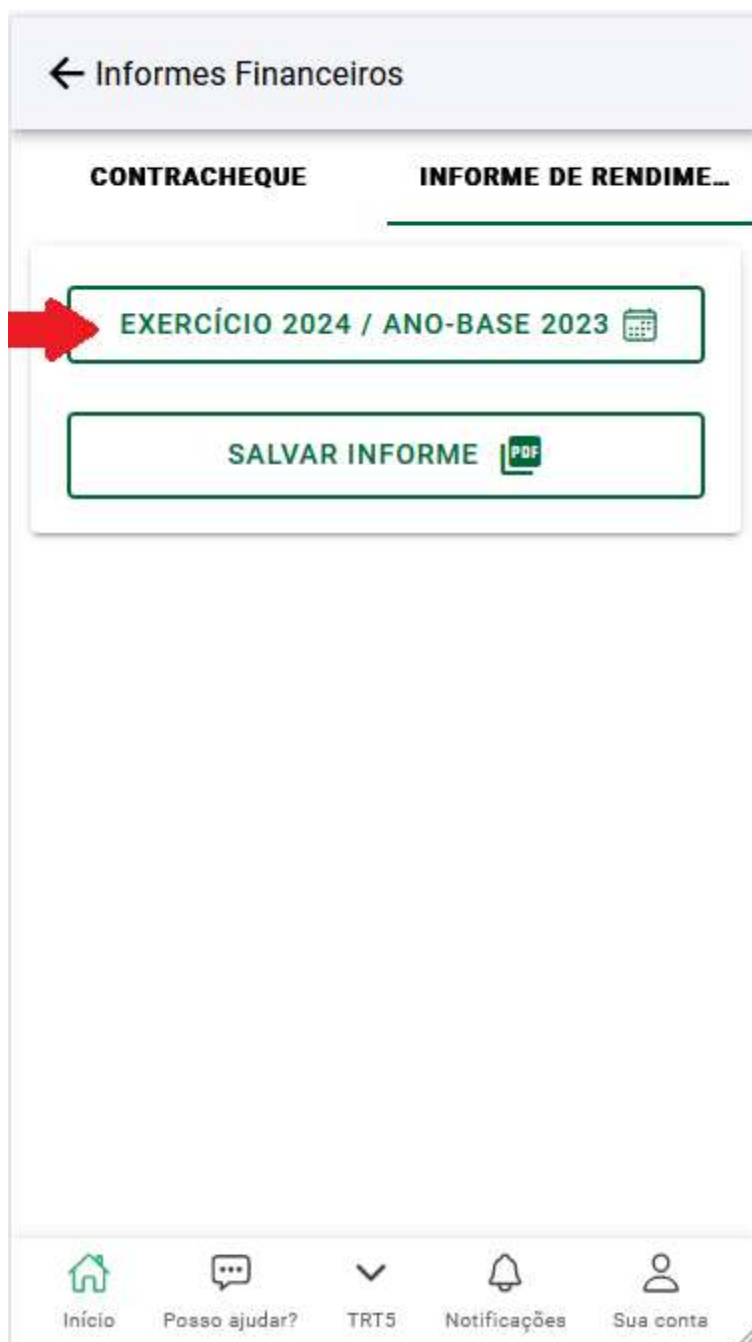 Informes Financeiros
CONTRACHEQUE
INFORME DE RENDIME...
EXERCÍCIO 2024 / ANO-BASE 2023
SALVAR INFORME PDF
Início
Posso ajudar?
TRT5
Notificações
Sua conta